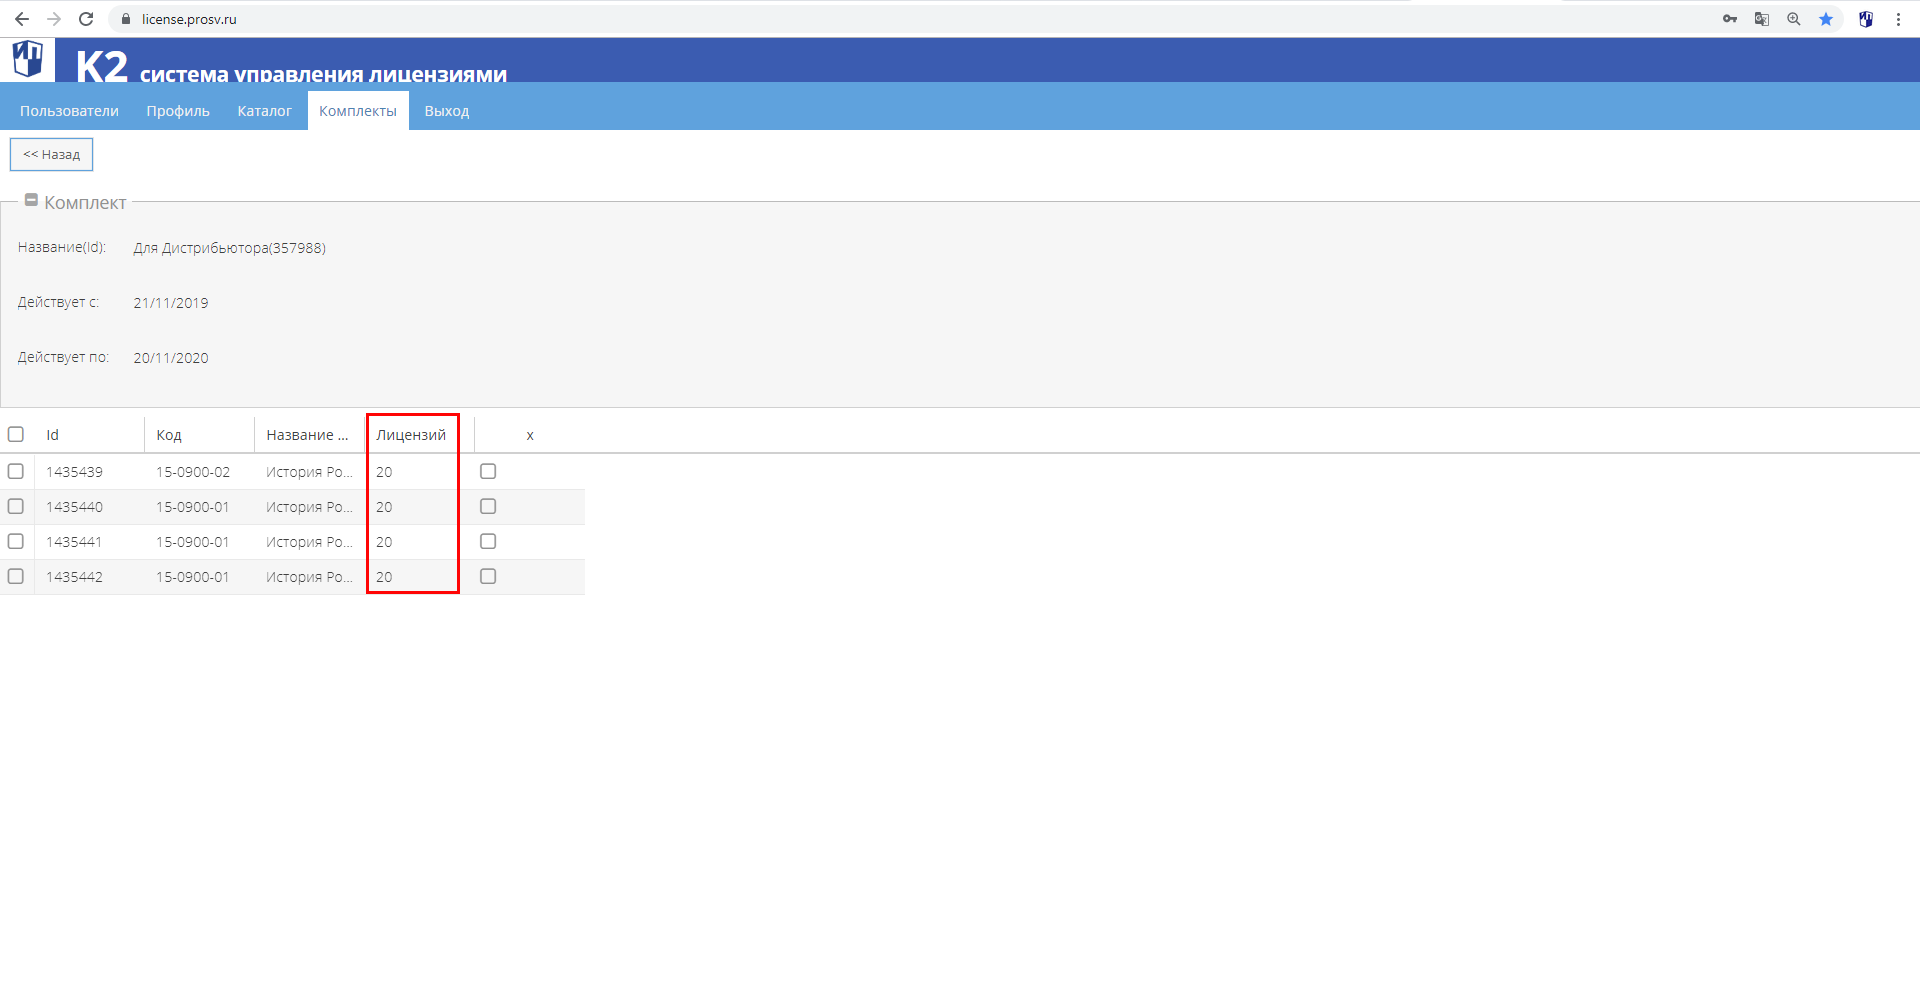 license.prosv.ru
ИП
К2 система управления лицензиями
Пользователи Профиль Каталог Комплекты Выход
<< Назад
Комплект
Название(Id): Для Дистрибьютора(357988)
Действует с: 21/11/2019
Действует по: 20/11/2020
Id Код Название ... Лицензий x
1435439 15-0900-02 История Ро... 20
1435440 15-0900-01 История Ро... 20
1435441 15-0900-01 История Ро... 20
1435442 15-0900-01 История Ро... 20